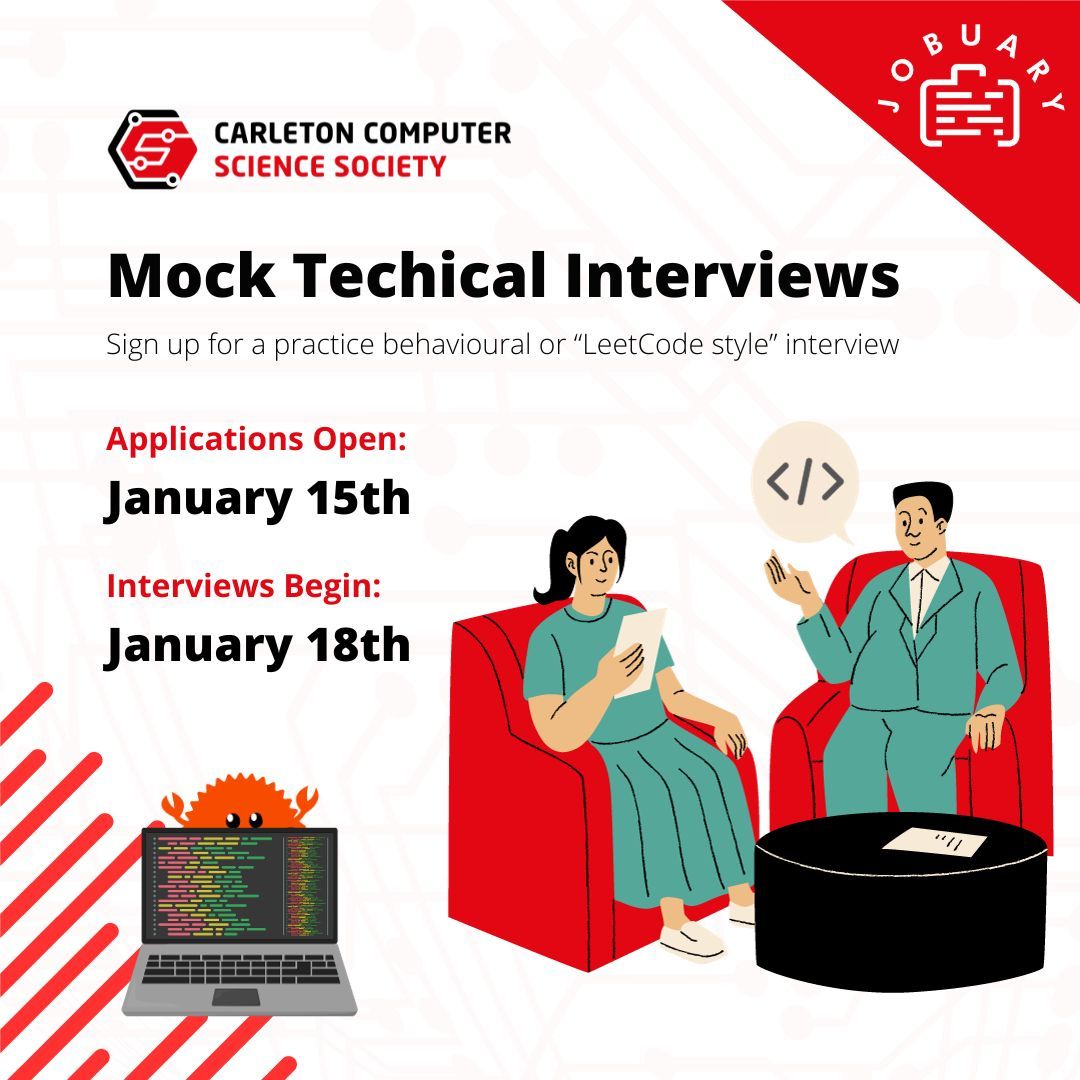 JOBUARY
CARLETON COMPUTER
SCIENCE SOCIETY
Mock Techical Interviews
Sign up for a practice behavioural or “LeetCode style” interview
Applications Open:
January 15th
Interviews Begin:
January 18th
</>